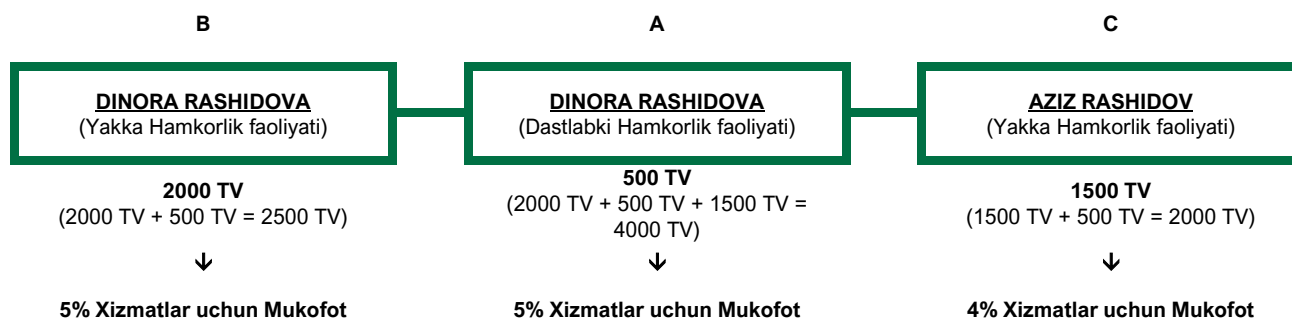 B
DINORA RASHIDOVA
(Yakka Hamkorlik faoliyati)
2000 TV
(2000 TV + 500 TV = 2500 TV)
5% Xizmatlar uchun Mukofot
A
DINORA RASHIDOVA
(Dastlabki Hamkorlik faoliyati)
500 TV
(2000 TV + 500 TV + 1500 TV =
4000 TV)
5% Xizmatlar uchun Mukofot
C
AZIZ RASHIDOV
(Yakka Hamkorlik faoliyati)
1500 TV
(1500 TV + 500 TV = 2000 TV)
4% Xizmatlar uchun Mukofot